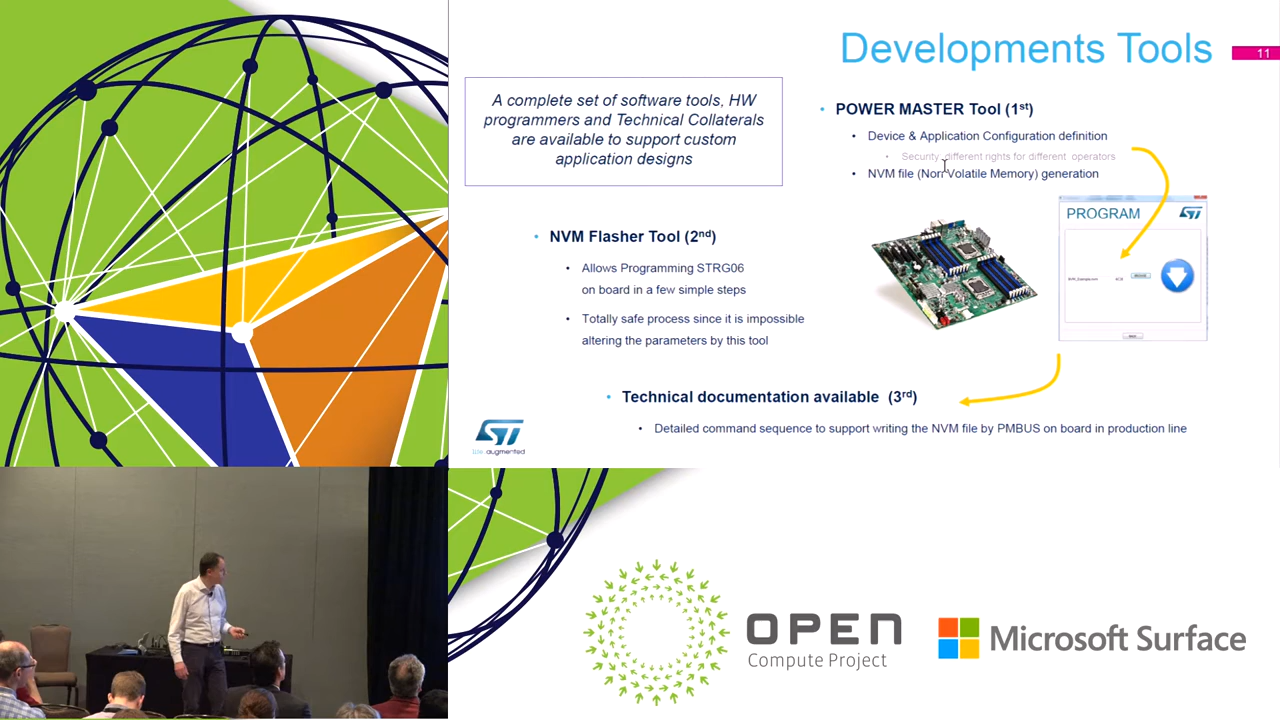 Developments Tools
11
A complete set of software tools, HW
programmers and Technical Collaterals
are available to support custom
application designs
• POWER MASTER Tool (1st)
• Device & Application Configuration definition
• Security different rights for different operators
• NVM file (Non Volatile Memory) generation
PROGRAM
ST
• NVM Flasher Tool (2nd)
• Allows Programming STRG06
on board in a few simple steps
• Totally safe process since it is impossible
altering the parameters by this tool
• Technical documentation available (3rd)
• Detailed command sequence to support writing the NVM file by PMBUS on board in production line
ST
life.augmented
OPEN
Compute Project
Microsoft Surface